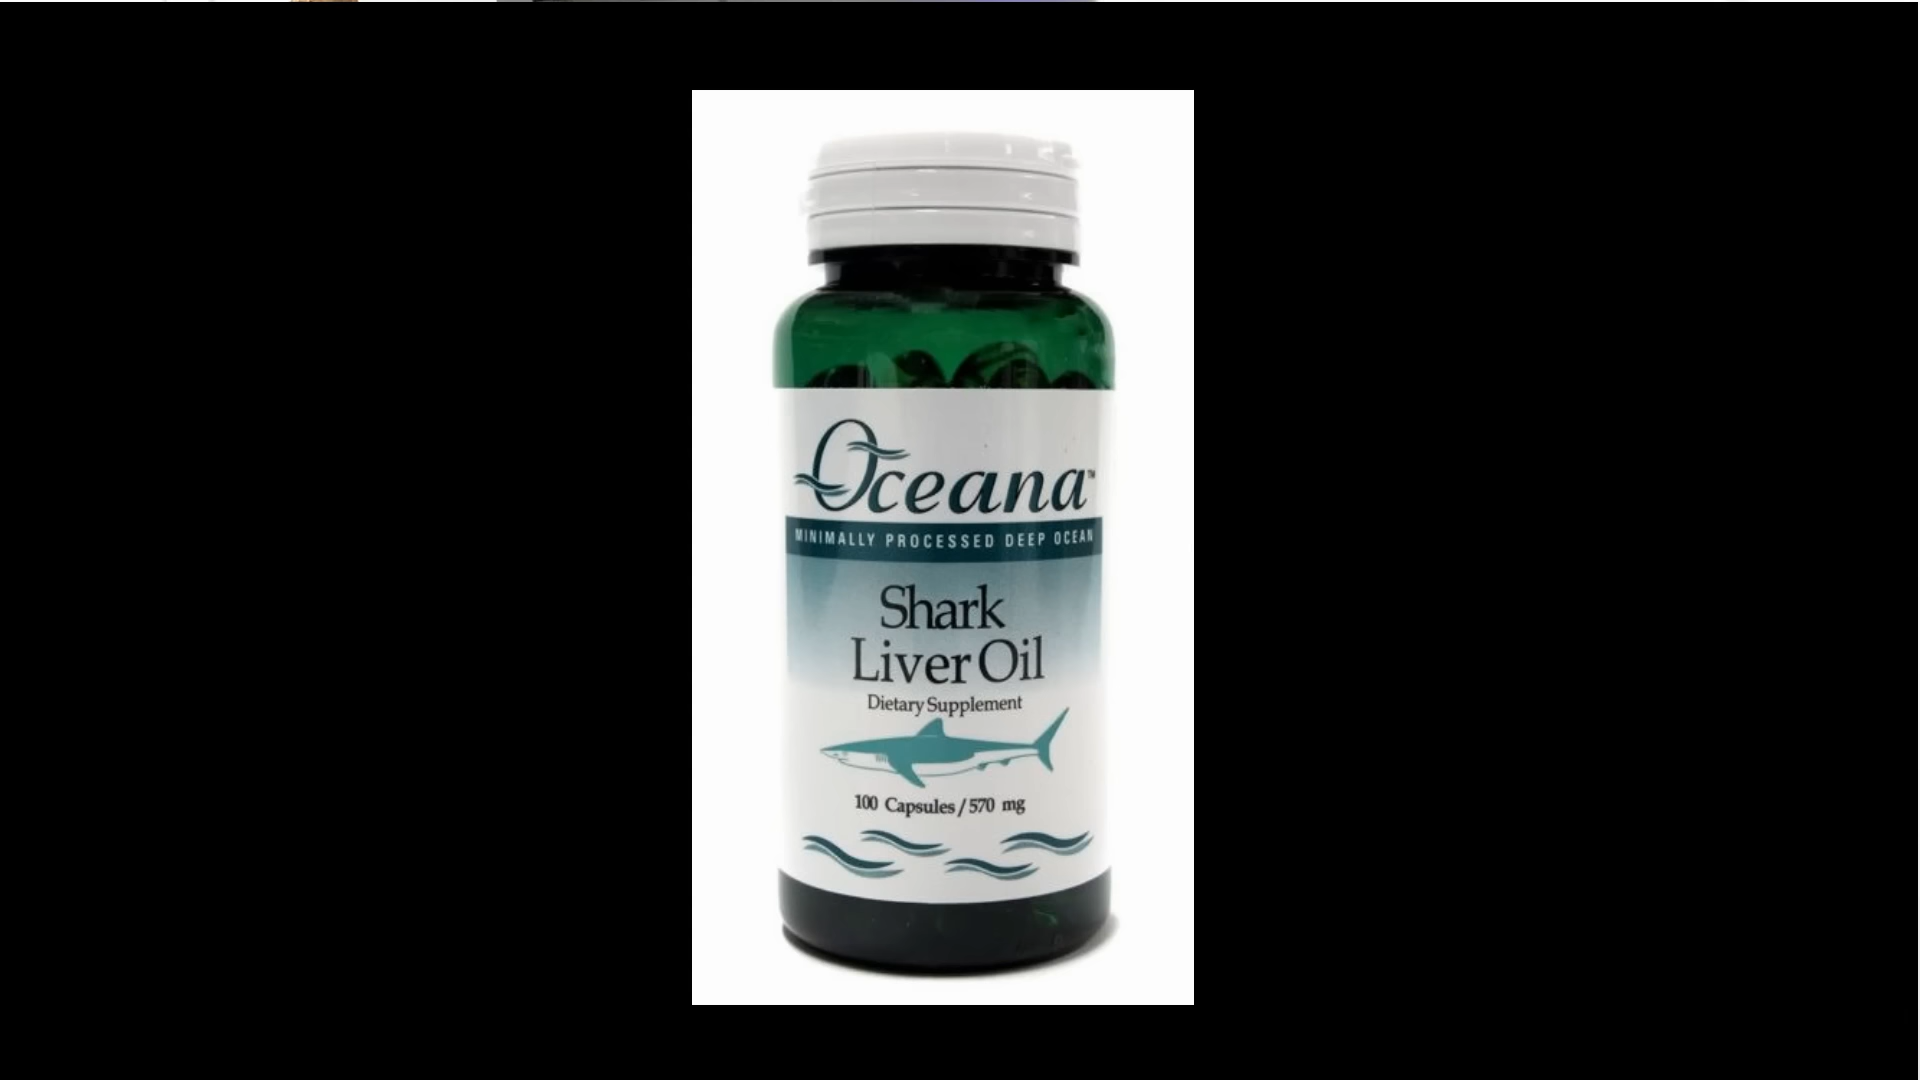 Oceana™
MINIMALLY PROCESSED DEEP OCEAN
Shark
Liver Oil
Dietary Supplement
100 Capsules / 570 mg